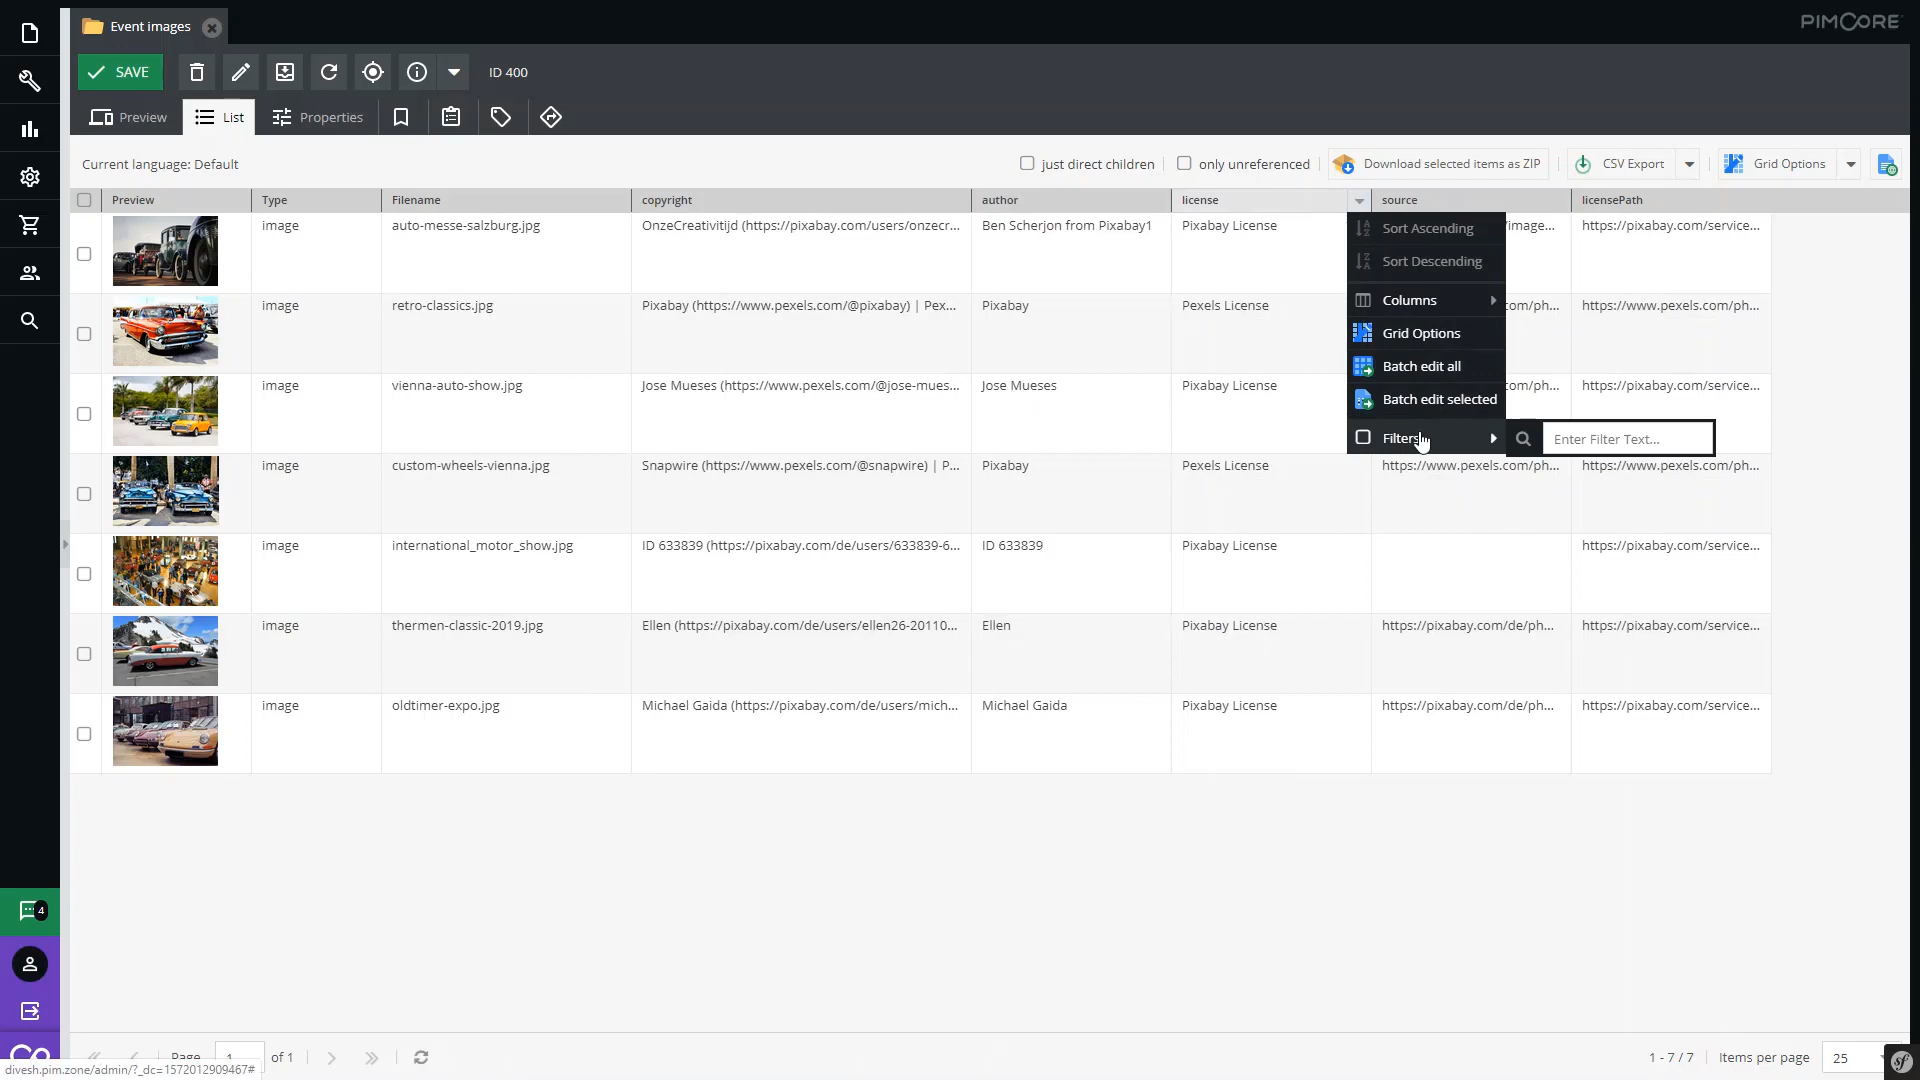 Event images
PIMCORE
SAVE
ID 400
Preview
List
Properties
Current language: Default
just direct children
only unreferenced
Download selected items as ZIP
CSV Export
Grid Options
Preview Type Filename copyright author license source licensePath
image auto-messe-salzburg.jpg OnzeCreativitijd (https://pixabay.com/users/onzecr... Ben Scherjon from Pixabay1 Pixabay License /image... https://pixabay.com/service...
image retro-classics.jpg Pixabay (https://www.pexels.com/@pixabay) | Pex... Pixabay Pexels License com/ph... https://www.pexels.com/ph...
image vienna-auto-show.jpg Jose Mueses (https://www.pexels.com/@jose-mues... Jose Mueses Pixabay License com/ph... https://pixabay.com/service...
image custom-wheels-vienna.jpg Snapwire (https://www.pexels.com/@snapwire) | P... Pixabay Pexels License https://www.pexels.com/ph... https://www.pexels.com/ph...
image international_motor_show.jpg ID 633839 (https://pixabay.com/de/users/633839-6... ID 633839 Pixabay License https://pixabay.com/service...
image thermen-classic-2019.jpg Ellen (https://pixabay.com/de/users/ellen26-20110... Ellen Pixabay License https://pixabay.com/de/ph... https://pixabay.com/service...
image oldtimer-expo.jpg Michael Gaida (https://pixabay.com/de/users/mich... Michael Gaida Pixabay License https://pixabay.com/de/ph... https://pixabay.com/service...
Sort Ascending
Sort Descending
Columns
Grid Options
Batch edit all
Batch edit selected
Filters
Enter Filter Text...
4
Page 1 of 1
1 - 7 / 7 Items per page 25
divesh.pim.zone/admin/?_dc=1572012909467#